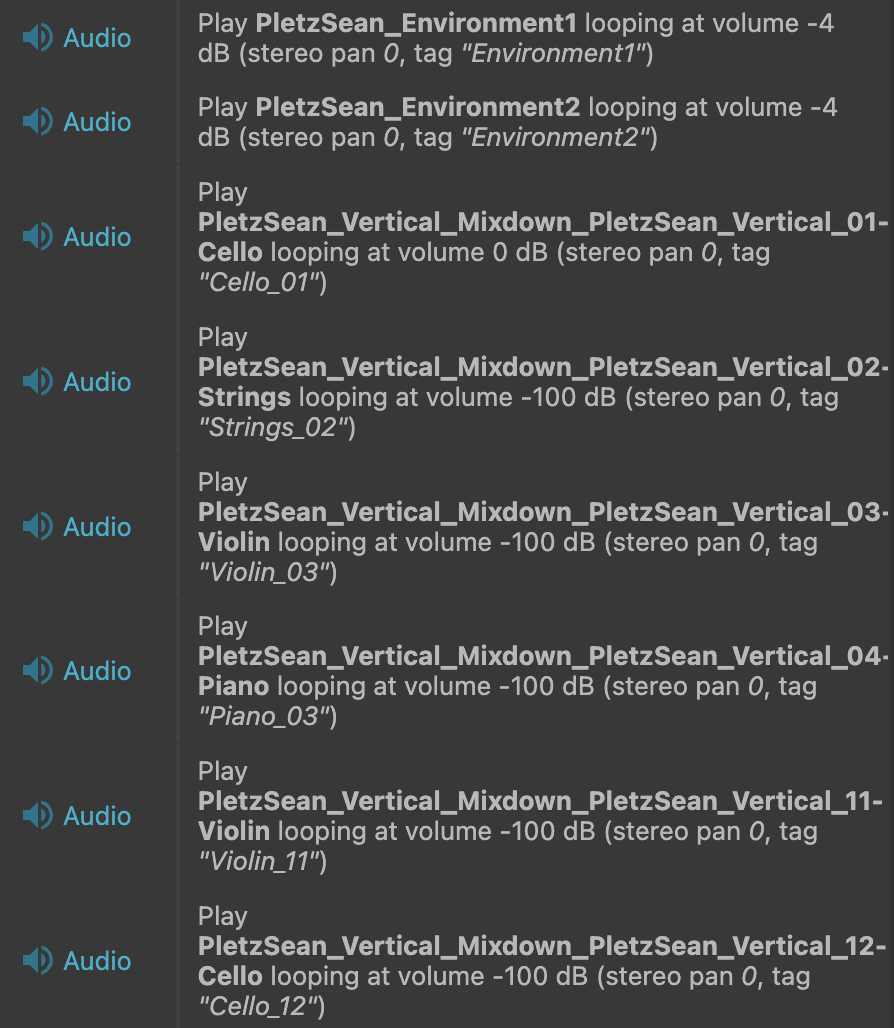 Audio
Play PletzSean_Environment1 looping at volume -4
dB (stereo pan 0, tag "Environment1")
Audio
Play PletzSean_Environment2 looping at volume -4
dB (stereo pan 0, tag "Environment2")
Audio
Play
PletzSean_Vertical_Mixdown_PletzSean_Vertical_01-
Cello looping at volume 0 dB (stereo pan 0, tag
"Cello_01")
Audio
Play
PletzSean_Vertical_Mixdown_PletzSean_Vertical_02-
Strings looping at volume -100 dB (stereo pan 0, tag
"Strings_02")
Audio
Play
PletzSean_Vertical_Mixdown_PletzSean_Vertical_03-
Violin looping at volume -100 dB (stereo pan 0, tag
"Violin_03")
Audio
Play
PletzSean_Vertical_Mixdown_PletzSean_Vertical_04-
Piano looping at volume -100 dB (stereo pan 0, tag
"Piano_03")
Audio
Play
PletzSean_Vertical_Mixdown_PletzSean_Vertical_11-
Violin looping at volume -100 dB (stereo pan 0, tag
"Violin_11")
Audio
Play
PletzSean_Vertical_Mixdown_PletzSean_Vertical_12-
Cello looping at volume -100 dB (stereo pan 0, tag
"Cello_12")